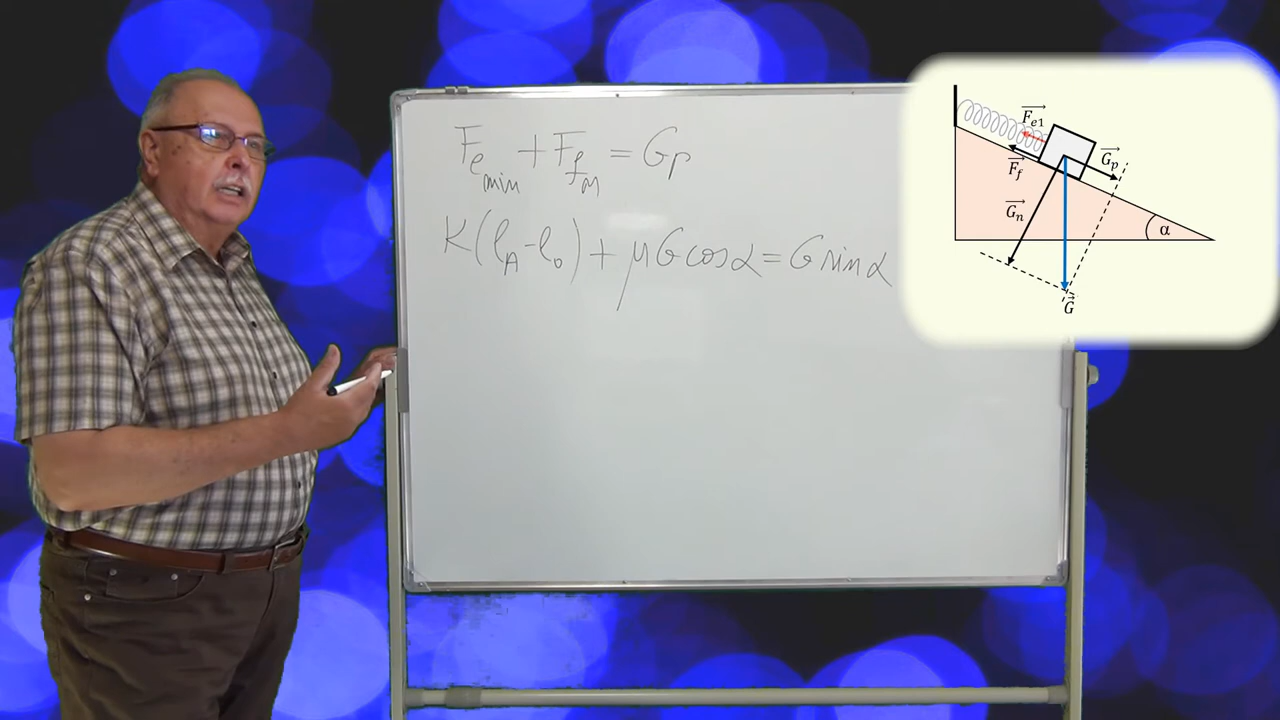 Fe min + Ff M = Gp
K(lA - l0) + μG cos α = G sin α
Fe1
Ff
Gp
Gn
α
G